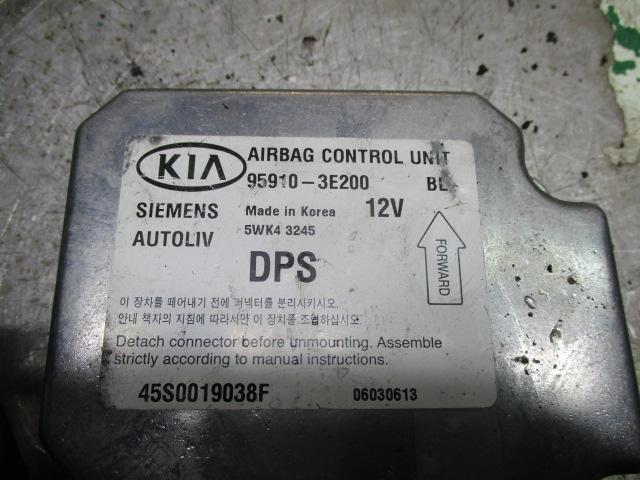 KIA AIRBAG CONTROL UNIT
95910-3E200 BL
SIEMENS Made in Korea 12V
AUTOLIV 5WK4 3245
DPS
FORWARD
이 장치를 떼어내기 전에 커넥터를 분리시키시오.
안내 책자의 지침에 따라서만 이 장치를 조립하십시오.
Detach connector before unmounting. Assemble
strictly according to manual instructions.
45S0019038F 06030613